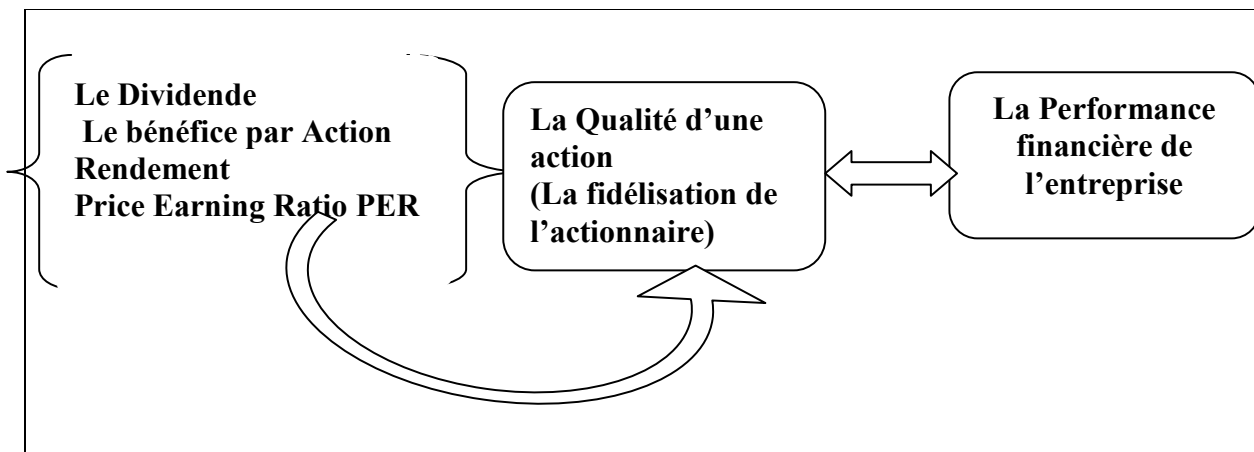 Le Dividende
Le bénéfice par Action
Rendement
Price Earning Ratio PER
La Qualité d’une
action
(La fidélisation de
l’actionnaire)
La Performance
financière de
l’entreprise